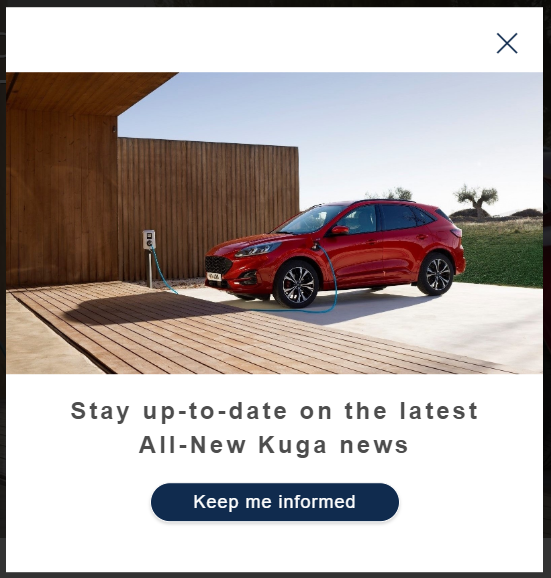 Stay up-to-date on the latest
All-New Kuga news
Keep me informed